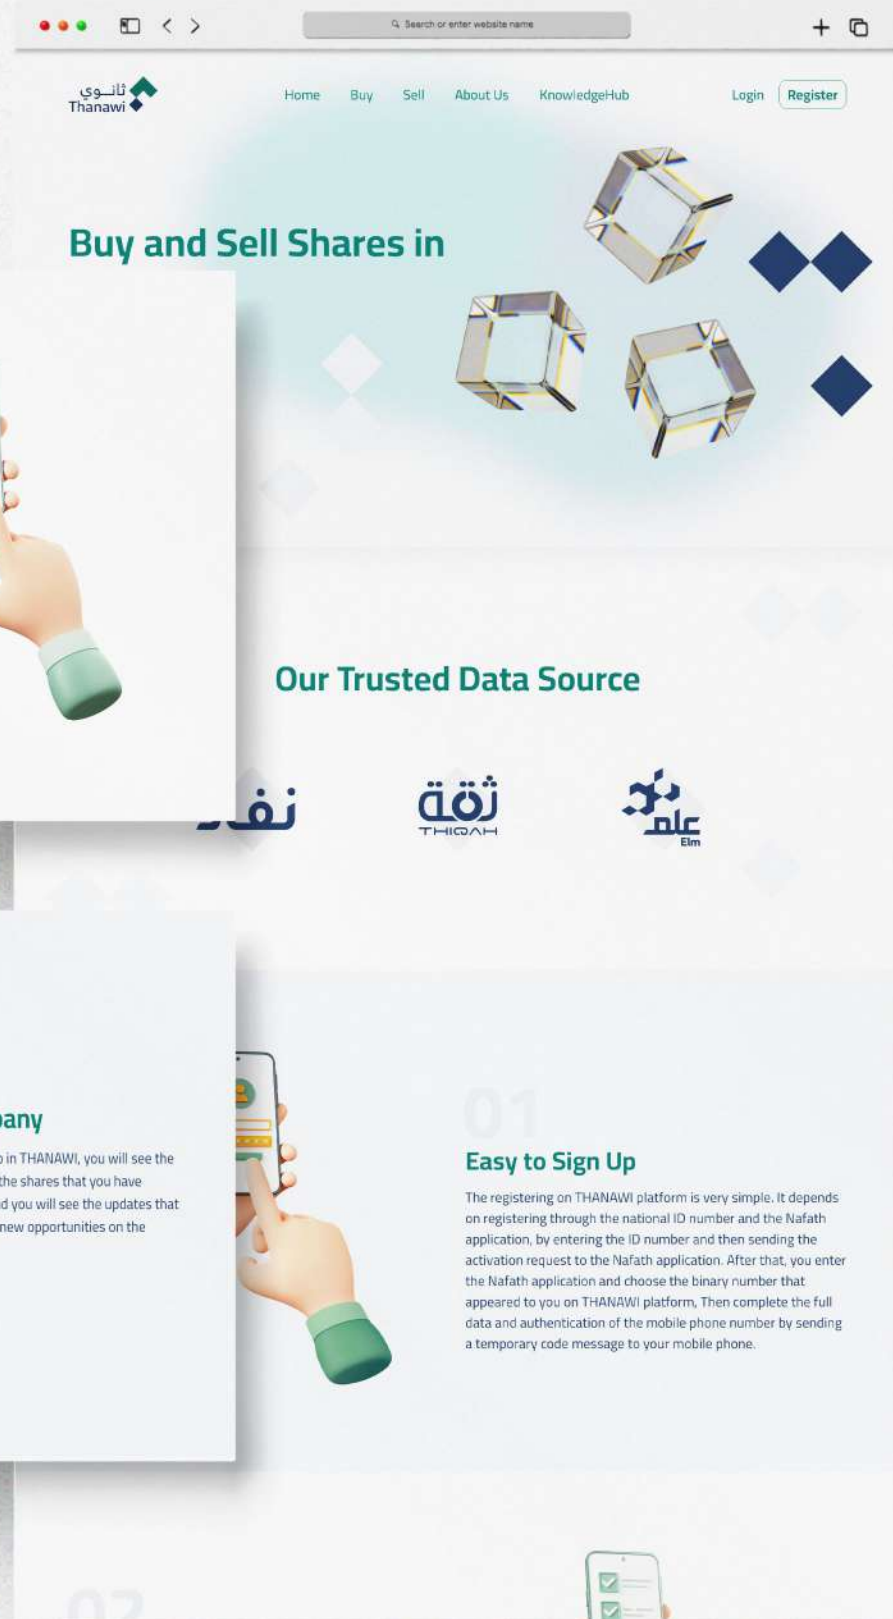 Search or enter website name
ثانــوي
Thanawi
Home Buy Sell About Us KnowledgeHub Login Register
Buy and Sell Shares in
Our Trusted Data Source
ثقة
THIQAH
علم
Elm
in THANAWI, you will see the
the shares that you have
you will see the updates that
new opportunities on the
01
Easy to Sign Up
The registering on THANAWI platform is very simple. It depends
on registering through the national ID number and the Nafath
application, by entering the ID number and then sending the
activation request to the Nafath application. After that, you enter
the Nafath application and choose the binary number that
appeared to you on THANAWI platform, Then complete the full
data and authentication of the mobile phone number by sending
a temporary code message to your mobile phone.
02